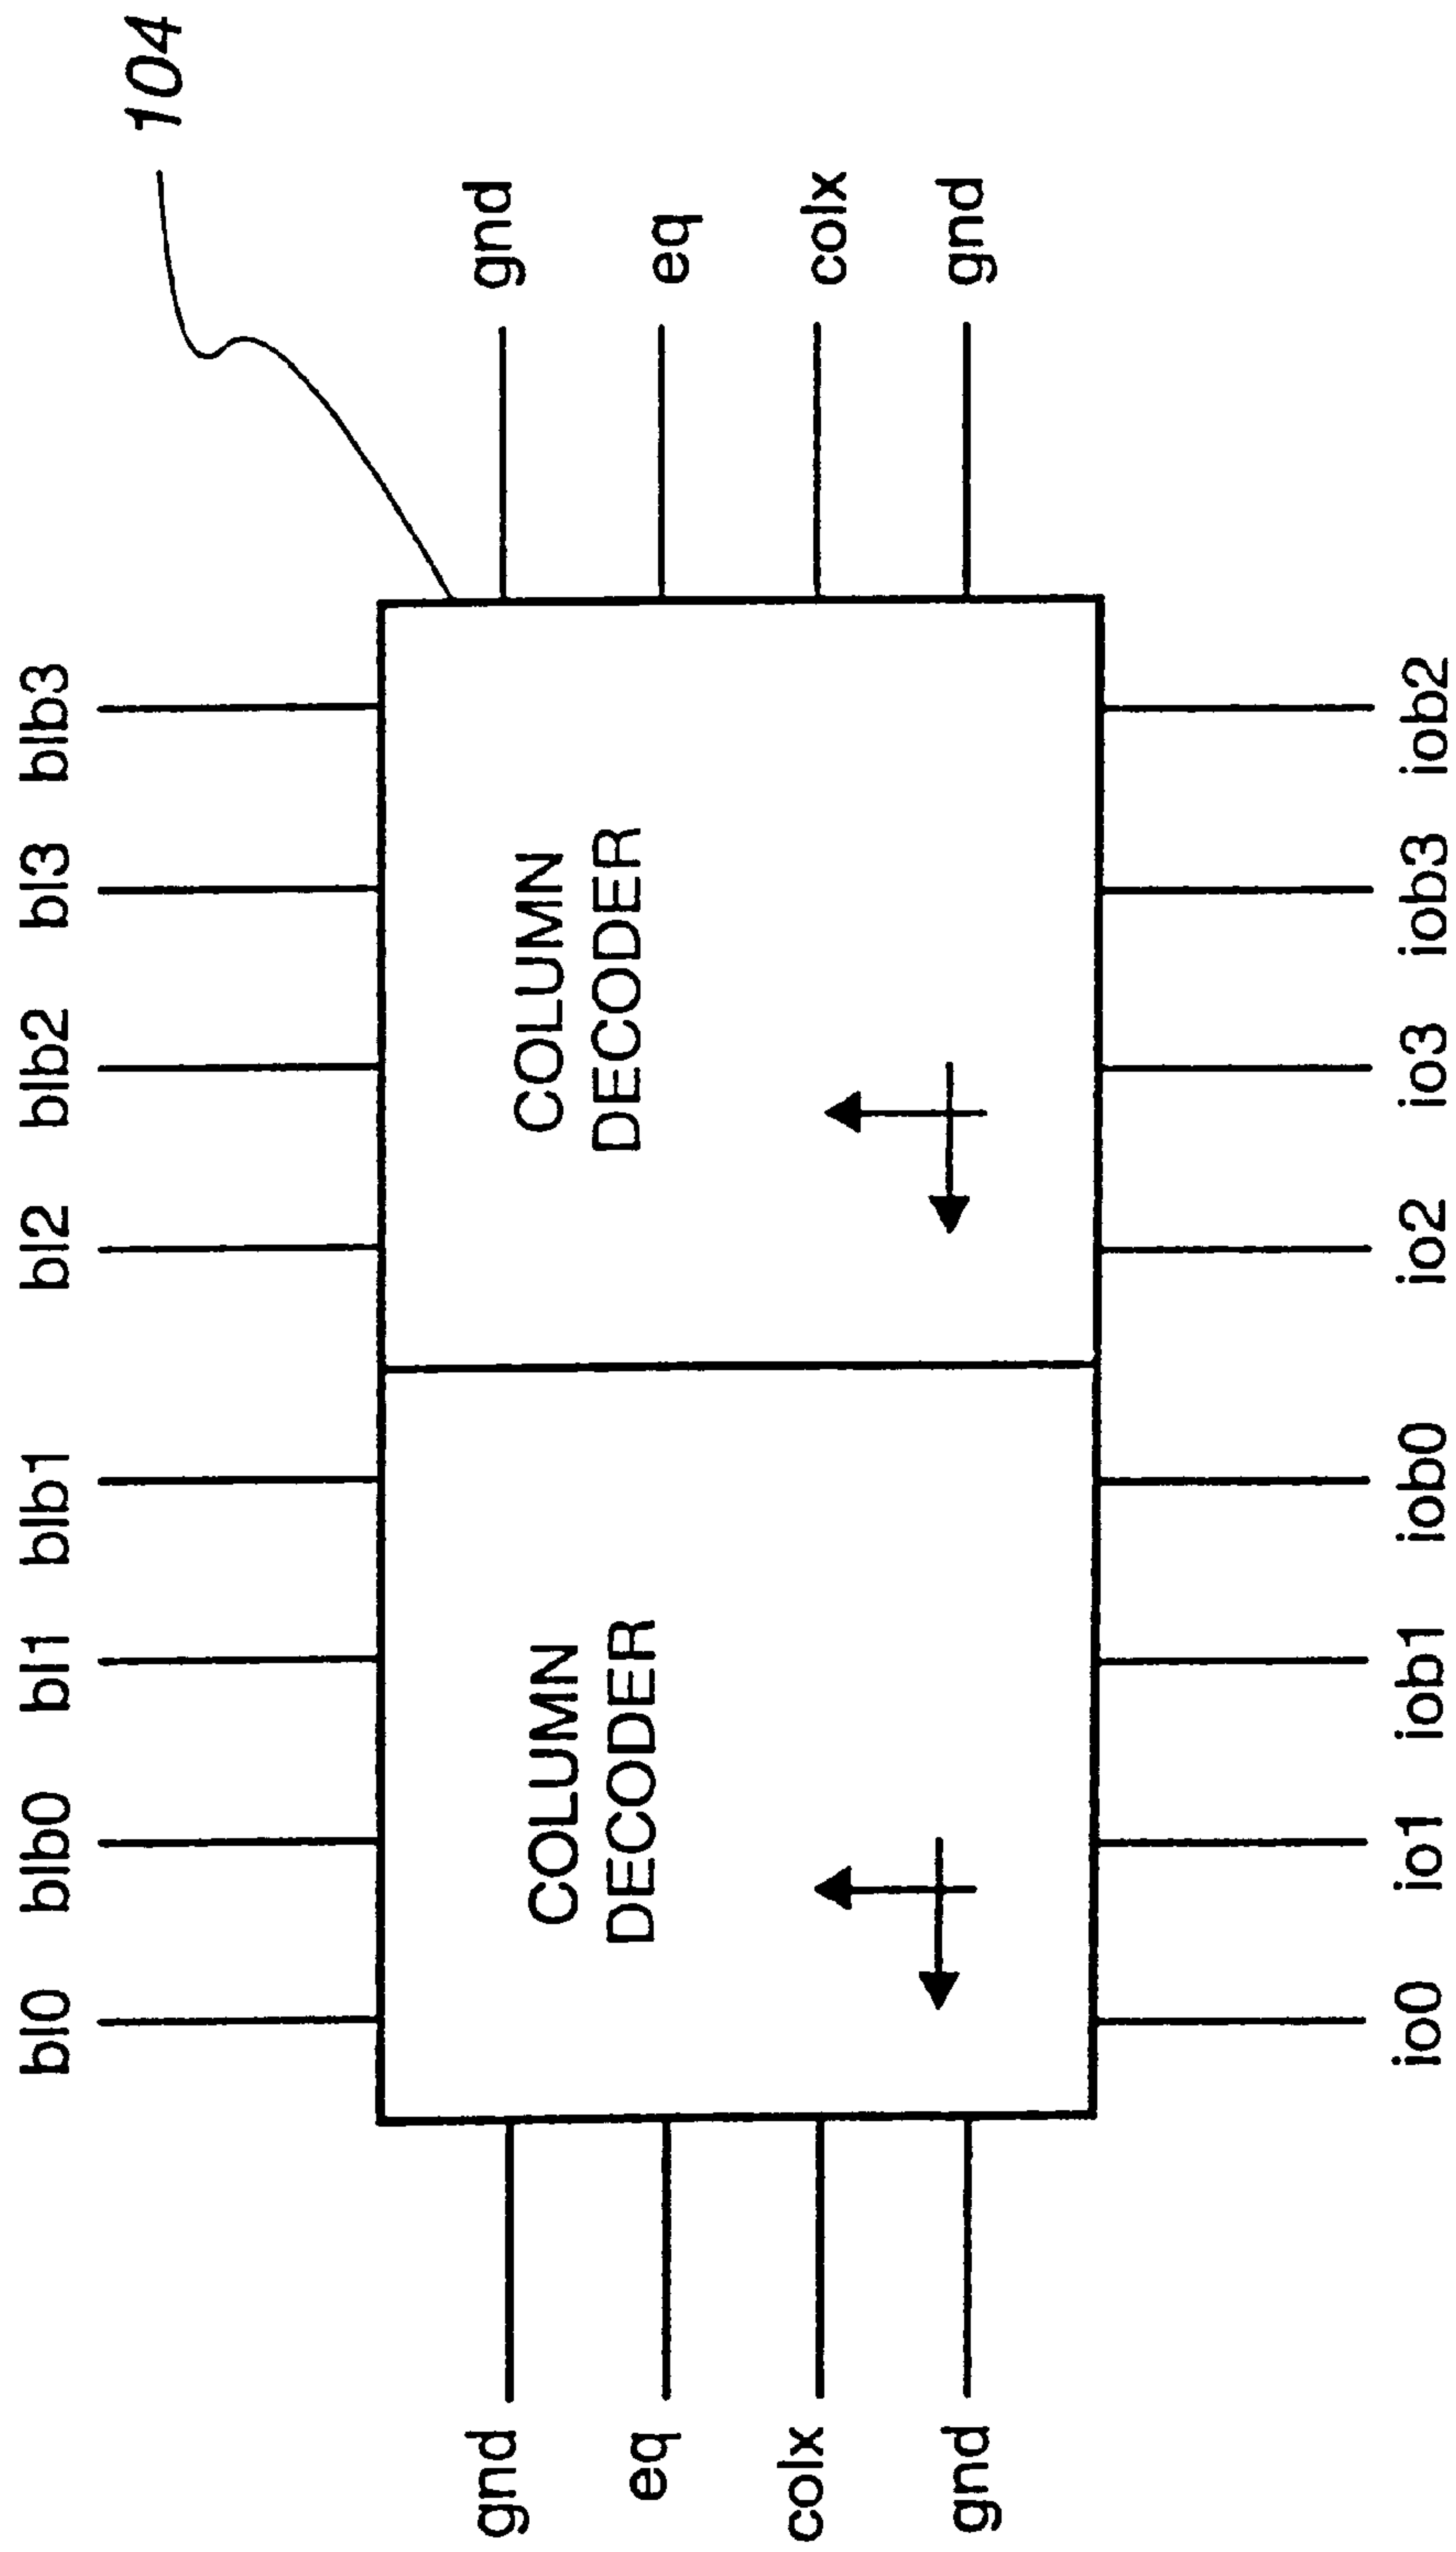 104
bl0 blb0 bl1 blb1 bl2 blb2 bl3 blb3
gnd
eq
colx
gnd
COLUMN
DECODER
COLUMN
DECODER
gnd
eq
colx
gnd
io0 io1 iob1 iob0 io2 io3 iob3 iob2